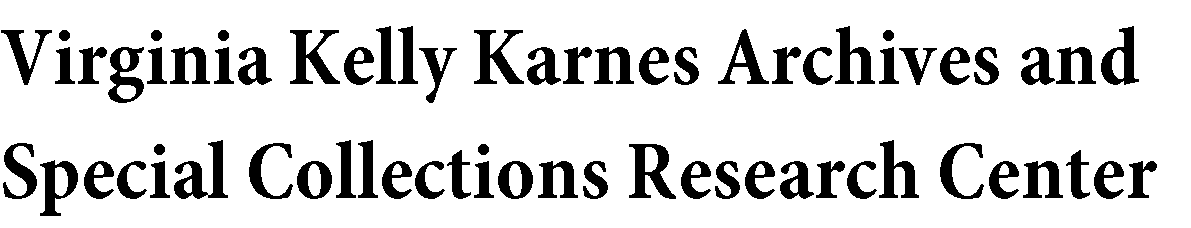 Virginia Kelly Karnes Archives and
Special Collections Research Center